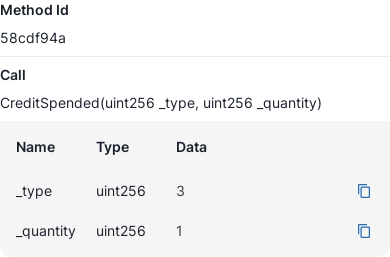 Method Id
58cdf94a
Call
CreditSpended(uint256 _type, uint256 _quantity)
Name Type Data
_type uint256 3
_quantity uint256 1